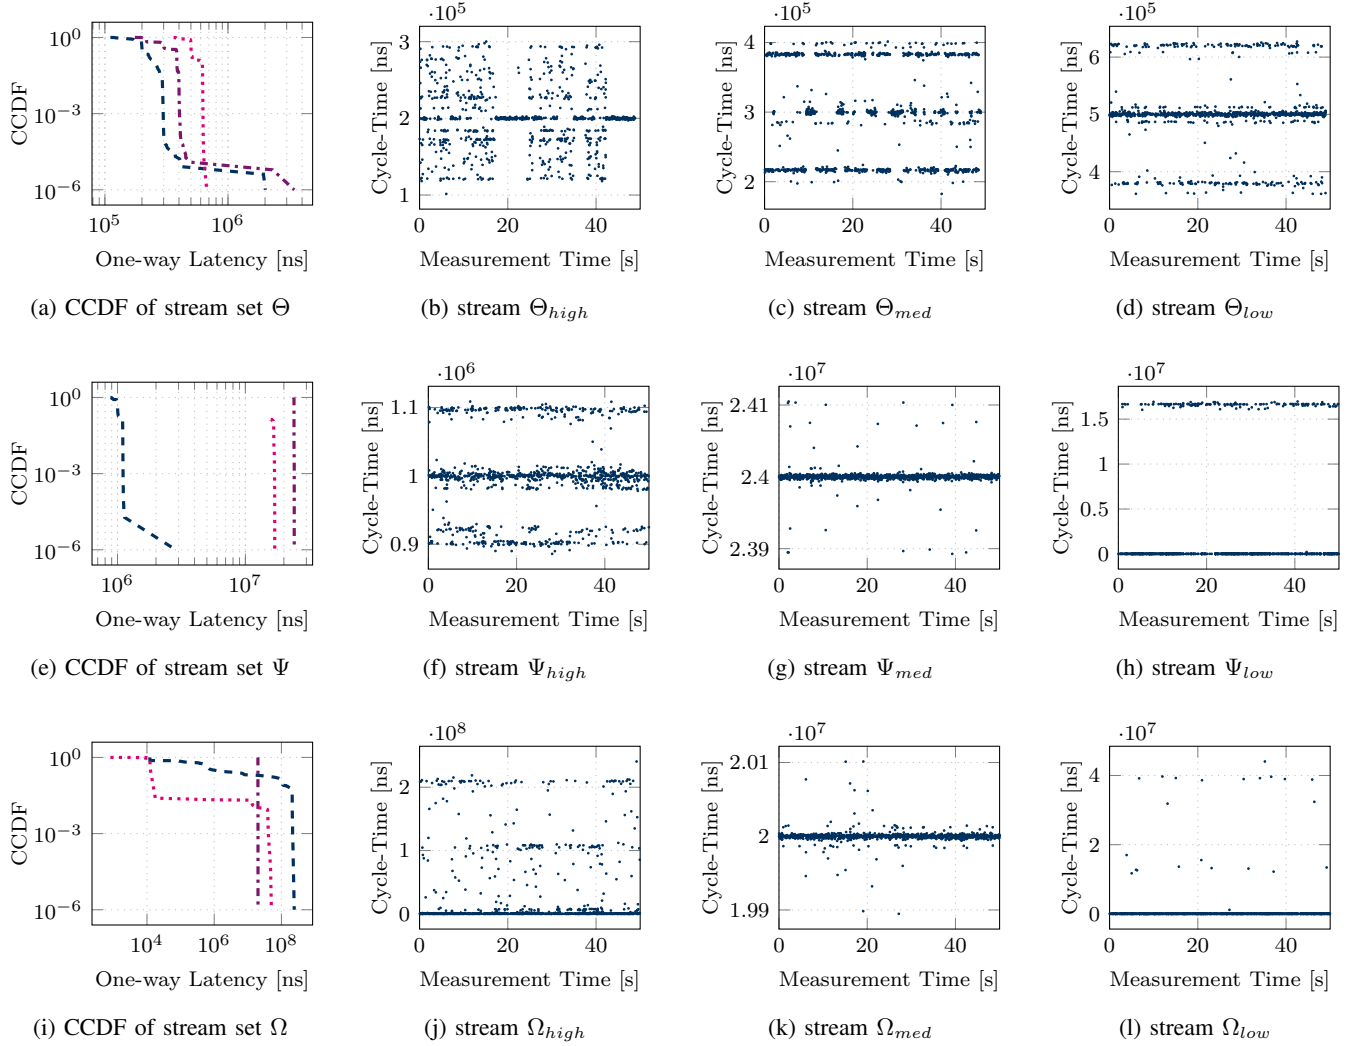 ·10^5 ·10^5 ·10^5
CCDF
10^0
10^−3
10^−6
10^5 10^6
One-way Latency [ns]
Cycle-Time [ns]
3
2
1
0 20 40
Measurement Time [s]
Cycle-Time [ns]
4
3
2
0 20 40
Measurement Time [s]
Cycle-Time [ns]
6
5
4
0 20 40
Measurement Time [s]
(a) CCDF of stream set Θ
(b) stream Θ_high
(c) stream Θ_med
(d) stream Θ_low
·10^6 ·10^7 ·10^7
CCDF
10^0
10^−3
10^−6
10^6 10^7
One-way Latency [ns]
Cycle-Time [ns]
1.1
1
0.9
0 20 40
Measurement Time [s]
Cycle-Time [ns]
2.41
2.4
2.39
0 20 40
Measurement Time [s]
Cycle-Time [ns]
1.5
1
0.5
0
0 20 40
Measurement Time [s]
(e) CCDF of stream set Ψ
(f) stream Ψ_high
(g) stream Ψ_med
(h) stream Ψ_low
·10^8 ·10^7 ·10^7
CCDF
10^0
10^−3
10^−6
10^4 10^6 10^8
One-way Latency [ns]
Cycle-Time [ns]
2
1
0
0 20 40
Measurement Time [s]
Cycle-Time [ns]
2.01
2
1.99
0 20 40
Measurement Time [s]
Cycle-Time [ns]
4
2
0
0 20 40
Measurement Time [s]
(i) CCDF of stream set Ω
(j) stream Ω_high
(k) stream Ω_med
(l) stream Ω_low